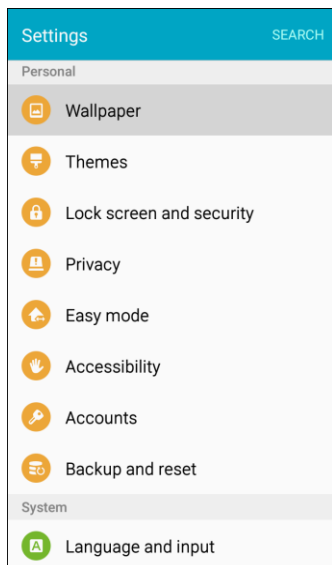 Settings SEARCH
Personal
Wallpaper
Themes
Lock screen and security
Privacy
Easy mode
Accessibility
Accounts
Backup and reset
System
A Language and input